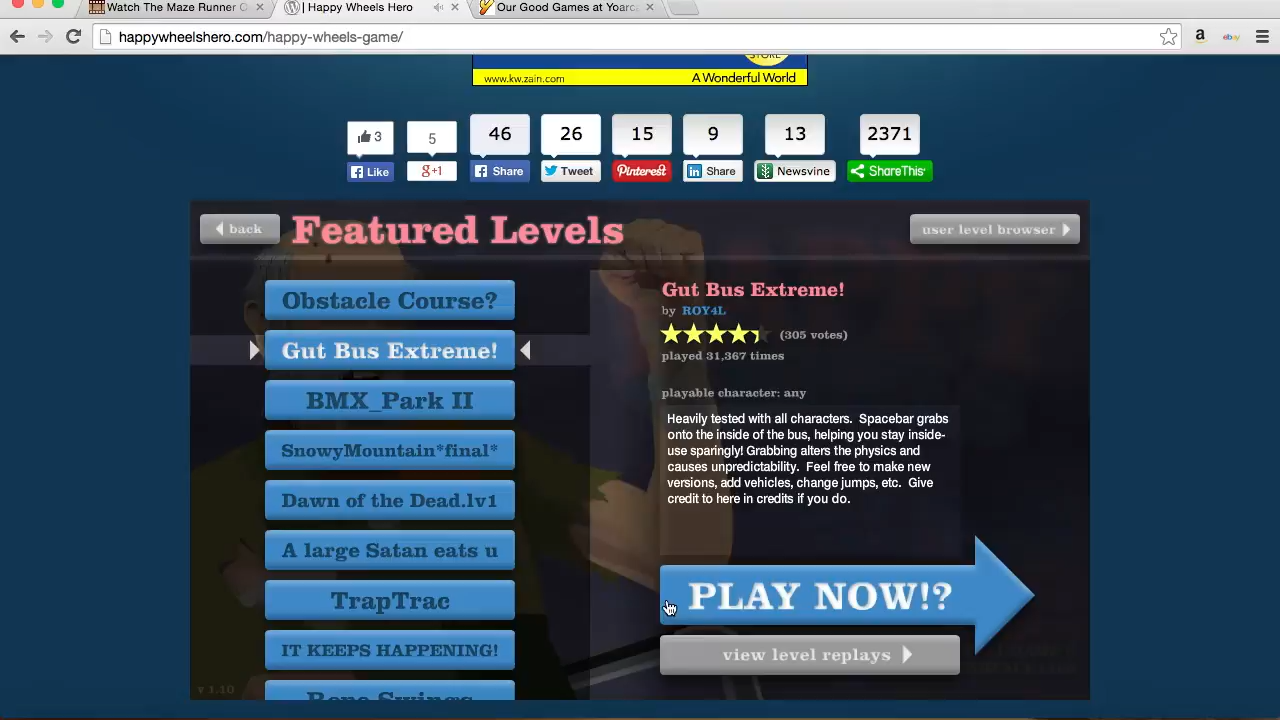 Watch The Maze Runner
| Happy Wheels Hero
Our Good Games at Yoarc
happywheelshero.com/happy-wheels-game/
STORE
www.kw.zain.com
A Wonderful World
3
5
46
26
15
9
13
2371
Like
g+1
Share
Tweet
Pinterest
Share
Newsvine
ShareThis
back
Featured Levels
user level browser
Obstacle Course?
Gut Bus Extreme!
BMX_Park II
SnowyMountain*final*
Dawn of the Dead.lv1
A large Satan eats u
TrapTrac
IT KEEPS HAPPENING!
Rope Swings
Gut Bus Extreme!
by ROY4L
(305 votes)
played 31,367 times
playable character: any
Heavily tested with all characters. Spacebar grabs
onto the inside of the bus, helping you stay inside-
use sparingly! Grabbing alters the physics and
causes unpredictability. Feel free to make new
versions, add vehicles, change jumps, etc. Give
credit to here in credits if you do.
PLAY NOW!?
view level replays
v 1.10